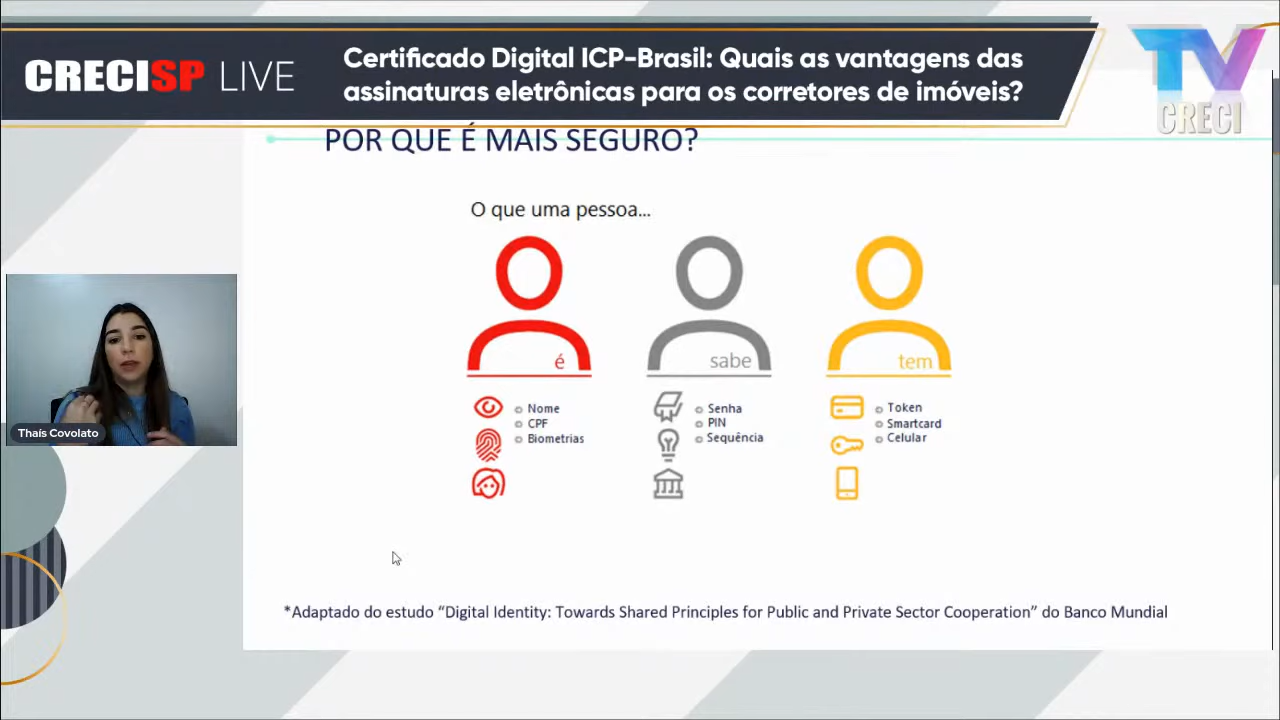 CRECISP LIVE
Certificado Digital ICP-Brasil: Quais as vantagens das
assinaturas eletrônicas para os corretores de imóveis?
TV
CRECI
POR QUE É MAIS SEGURO?
O que uma pessoa...
é
sabe
tem
Nome
CPF
Biometrias
Senha
PIN
Sequência
Token
Smartcard
Celular
Thaís Covolato
*Adaptado do estudo “Digital Identity: Towards Shared Principles for Public and Private Sector Cooperation” do Banco Mundial